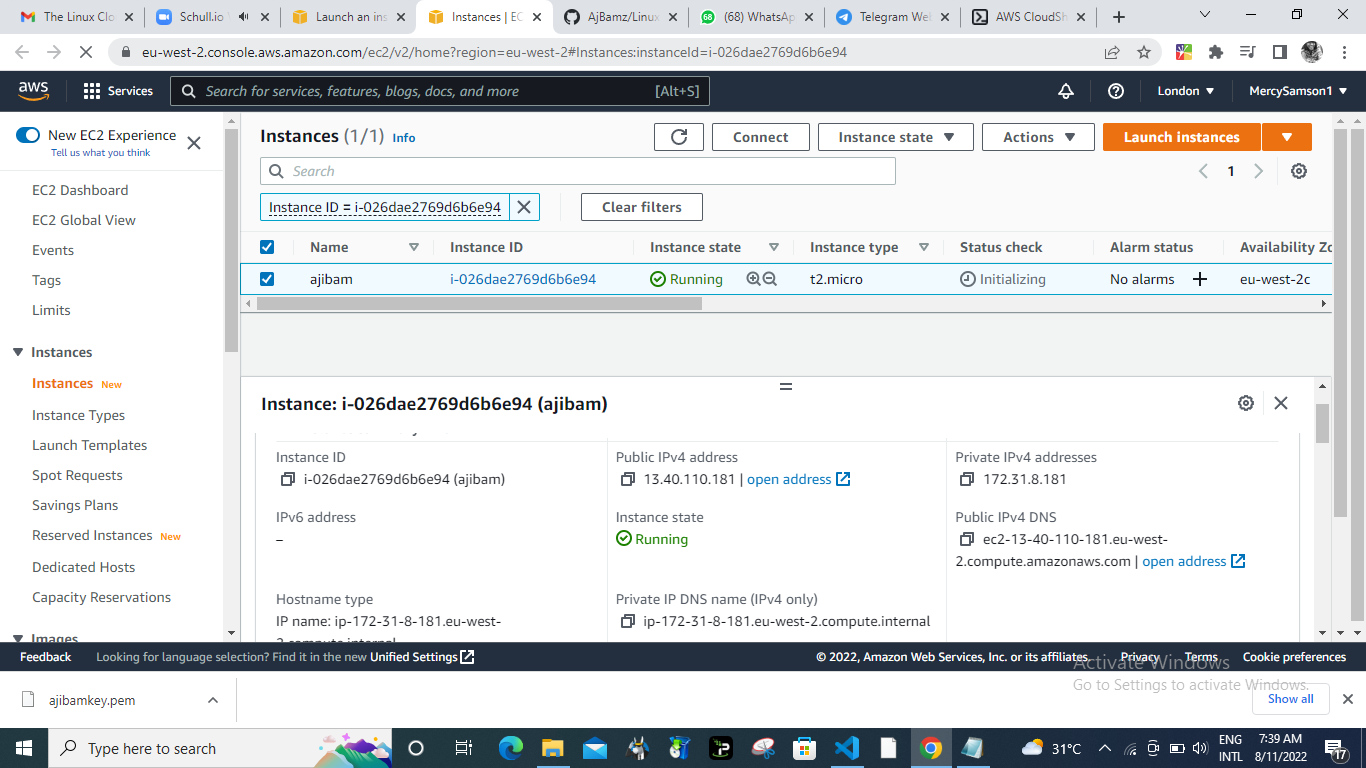 The Linux Clo
Schull.io
Launch an ins
Instances | EC
AjBamz/Linux
(68) WhatsAp
Telegram Web
AWS CloudSh
eu-west-2.console.aws.amazon.com/ec2/v2/home?region=eu-west-2#Instances:instanceId=i-026dae2769d6b6e94
aws
Services
Search for services, features, blogs, docs, and more
[Alt+S]
London
MercySamson1
New EC2 Experience
Tell us what you think
EC2 Dashboard
EC2 Global View
Events
Tags
Limits
Instances
Instances New
Instance Types
Launch Templates
Spot Requests
Savings Plans
Reserved Instances New
Dedicated Hosts
Capacity Reservations
Images
Instances (1/1) Info
Connect
Instance state
Actions
Launch instances
Search
1
Instance ID = i-026dae2769d6b6e94
Clear filters
Name Instance ID Instance state Instance type Status check Alarm status Availability Zo
ajibam i-026dae2769d6b6e94 Running t2.micro Initializing No alarms eu-west-2c
Instance: i-026dae2769d6b6e94 (ajibam)
Instance ID
i-026dae2769d6b6e94 (ajibam)
Public IPv4 address
13.40.110.181 | open address
Private IPv4 addresses
172.31.8.181
IPv6 address
–
Instance state
Running
Public IPv4 DNS
ec2-13-40-110-181.eu-west-
2.compute.amazonaws.com | open address
Hostname type
IP name: ip-172-31-8-181.eu-west-
2.compute.internal
Private IP DNS name (IPv4 only)
ip-172-31-8-181.eu-west-2.compute.internal
Feedback
Looking for language selection? Find it in the new Unified Settings
© 2022, Amazon Web Services, Inc. or its affiliates.
Privacy
Terms
Cookie preferences
Activate Windows
Go to Settings to activate Windows.
ajibamkey.pem
Show all
Type here to search
31°C
ENG
INTL
7:39 AM
8/11/2022
17